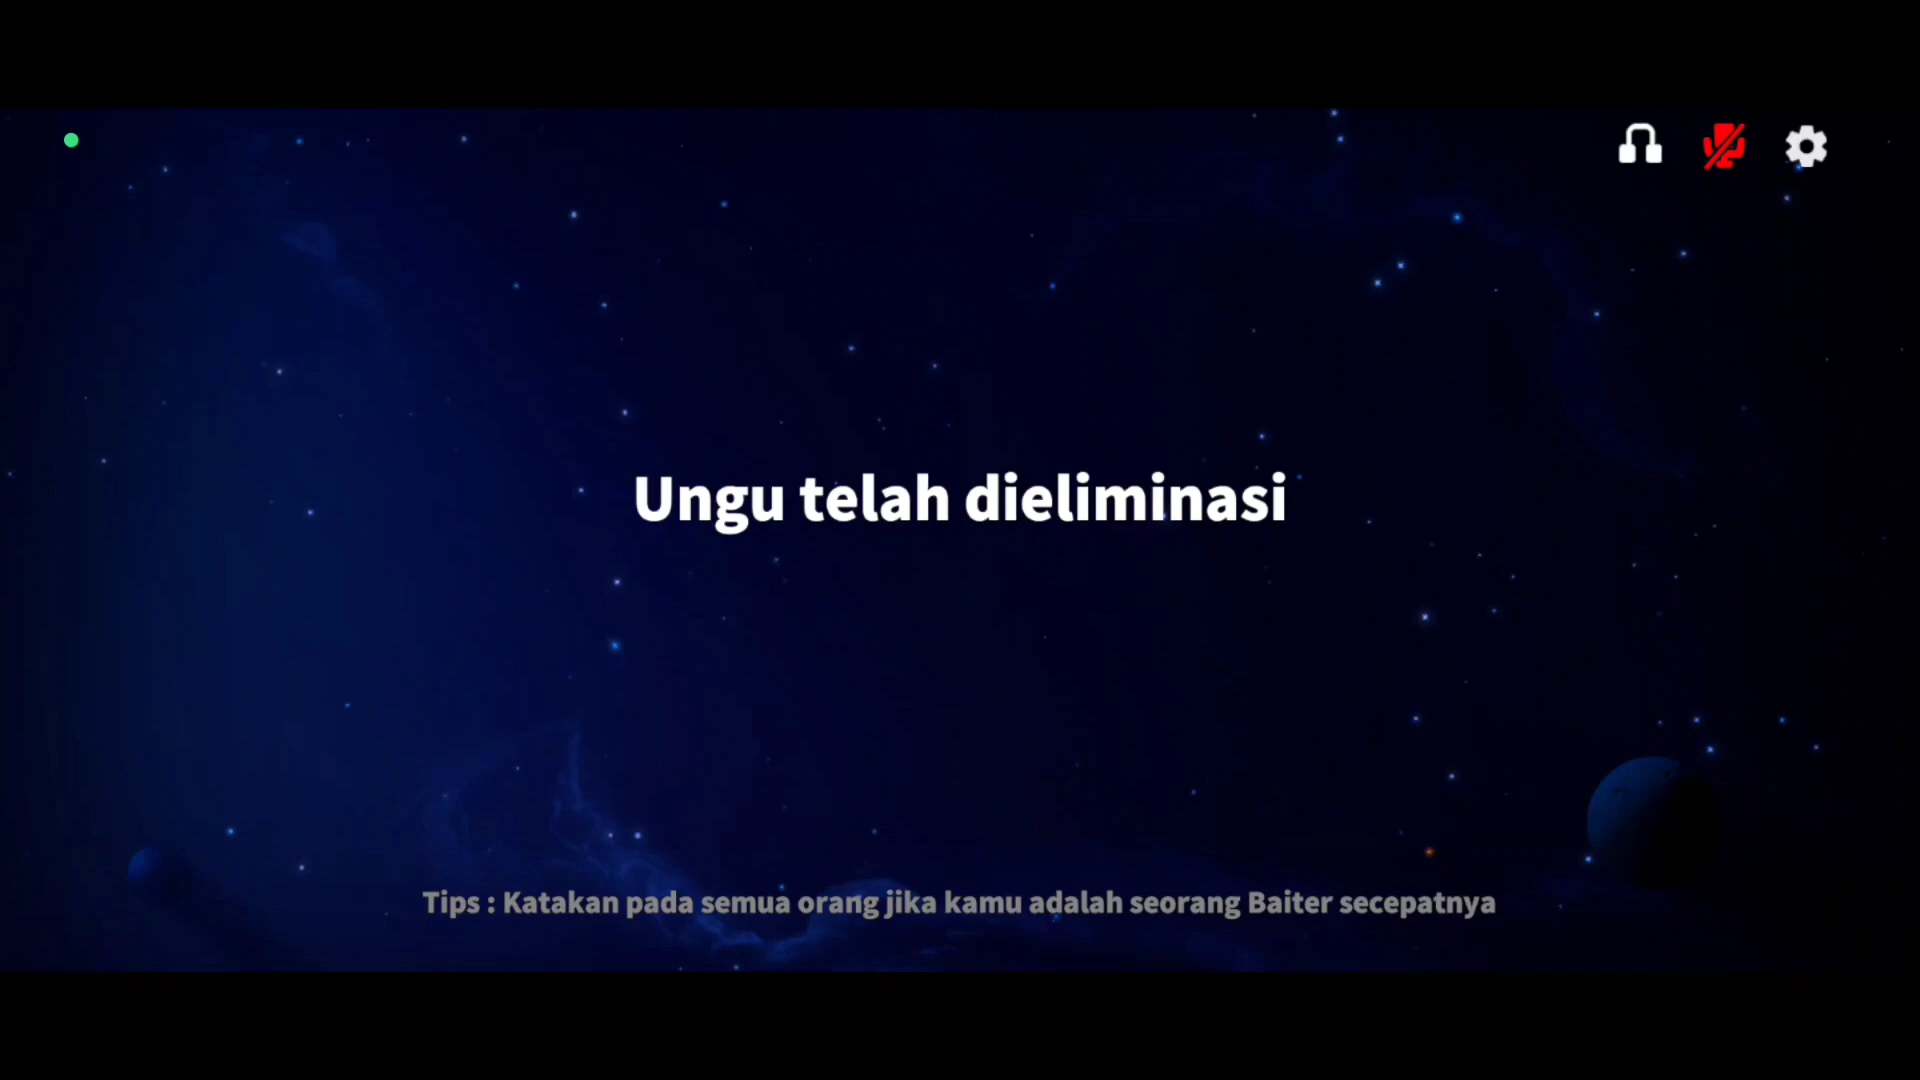 Ungu telah dieliminasi
Tips : Katakan pada semua orang jika kamu adalah seorang Baiter secepatnya